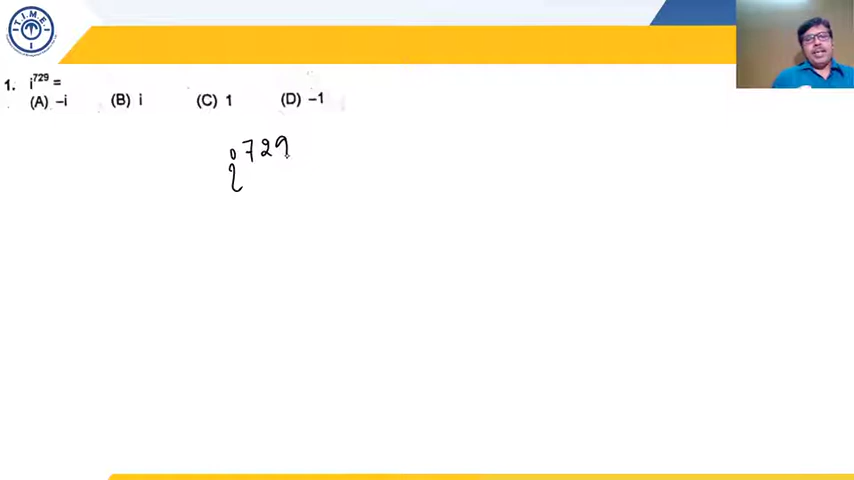 T.I.M.E.
1. i⁷²⁹ =
(A) –i (B) i (C) 1 (D) –1
i⁷²⁹